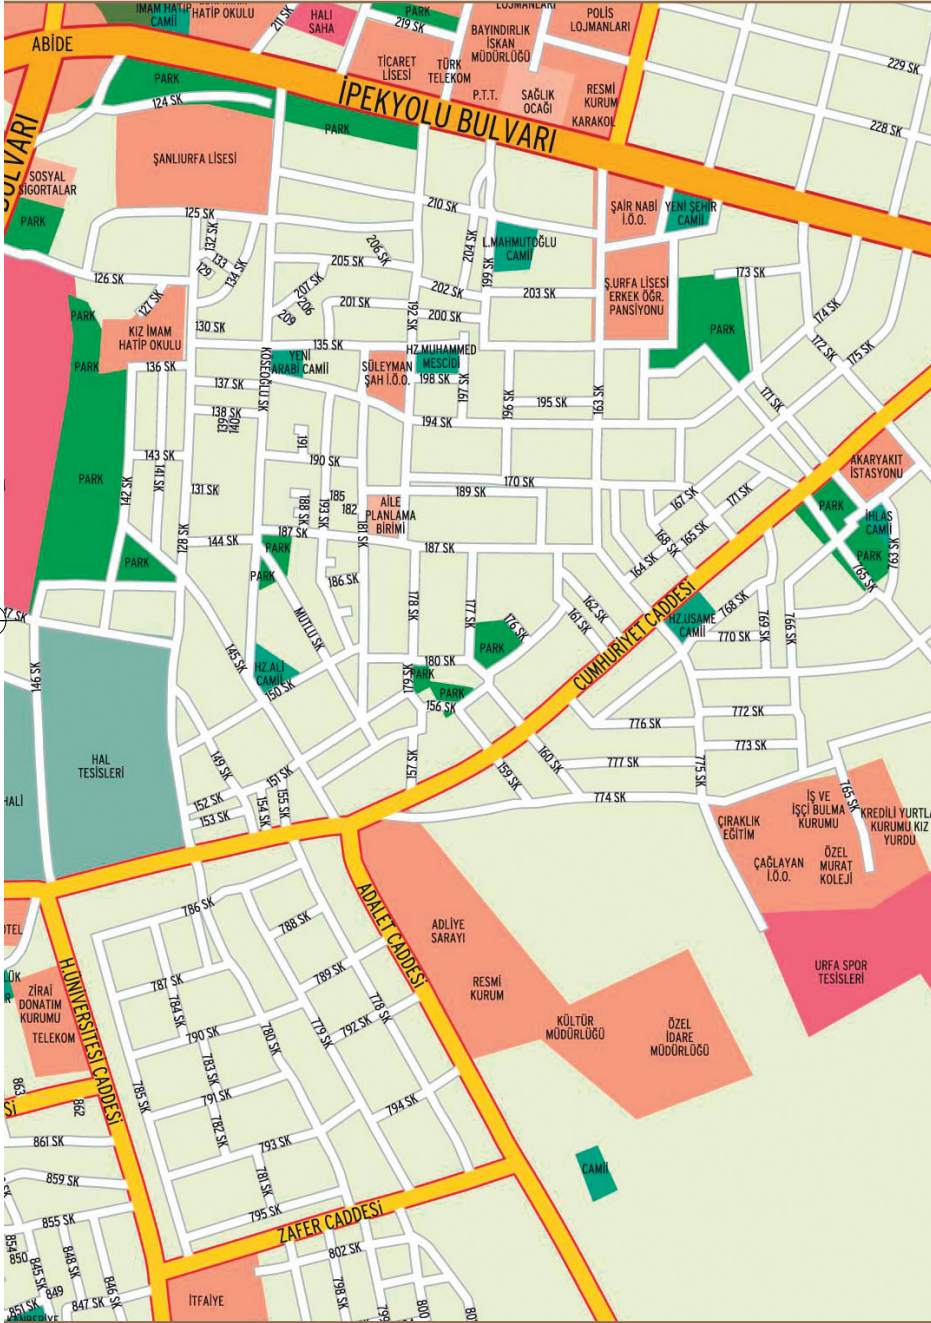 İMAM HATİP
CAMİİ
HATİP OKULU
211 SK
HALI
SAHA
PARK
219 SK
LOJMANLARI
BAYINDIRLIK
İSKAN
MÜDÜRLÜĞÜ
POLİS
LOJMANLARI
ABİDE
TİCARET
LİSESİ
TÜRK
TELEKOM
P.T.T.
SAĞLIK
OCAĞI
RESMİ
KURUM
KARAKOL
229 SK
228 SK
PARK
124 SK
İPEKYOLU BULVARI
PARK
BULVARI
ŞANLIURFA LİSESİ
SOSYAL
SİGORTALAR
PARK
125 SK
210 SK
ŞAİR NABİ
İ.Ö.O.
YENİ ŞEHİR
CAMİİ
132 SK
133
129
134 SK
206 SK
205 SK
204 SK
199 SK
L.MAHMUTOĞLU
CAMİİ
126 SK
127 SK
207 SK
206
209
201 SK
202 SK
200 SK
192 SK
203 SK
Ş.URFA LİSESİ
ERKEK ÖĞR.
PANSİYONU
173 SK
174 SK
172 SK
175 SK
PARK
PARK
KIZ İMAM
HATİP OKULU
130 SK
135 SK
KÖSEOĞLU SK
YENİ
ARABİ CAMİİ
SÜLEYMAN
ŞAH İ.Ö.O.
HZ.MUHAMMED
MESCİDİ
198 SK
197 SK
196 SK
195 SK
163 SK
171 SK
PARK
136 SK
137 SK
138 SK
139
140
194 SK
191
190 SK
143 SK
141 SK
142 SK
131 SK
128 SK
PARK
170 SK
189 SK
185
182
188 SK
193 SK
181 SK
AİLE
PLANLAMA
BİRİMİ
167 SK
171 SK
168 SK
165 SK
164 SK
AKARYAKIT
İSTASYONU
PARK
İHLAS
CAMİİ
PARK
763 SK
765 SK
144 SK
187 SK
PARK
PARK
187 SK
186 SK
PARK
MUTLU SK
178 SK
177 SK
176 SK
PARK
162 SK
161 SK
CUMHURİYET CADDESİ
HZ.USAME
CAMİİ
768 SK
769 SK
766 SK
770 SK
146 SK
145 SK
HZ.ALİ
CAMİİ
150 SK
180 SK
179 SK
PARK
PARK
156 SK
772 SK
776 SK
773 SK
777 SK
775 SK
HAL
TESİSLERİ
149 SK
151 SK
152 SK
153 SK
154 SK
155 SK
157 SK
159 SK
160 SK
774 SK
765 SK
ÇIRAKLIK
EĞİTİM
İŞ VE
İŞÇİ BULMA
KURUMU
KREDİLİ YURTLA
KURUMU KIZ
YURDU
ÇAĞLAYAN
İ.Ö.O.
ÖZEL
MURAT
KOLEJİ
URFA SPOR
TESİSLERİ
ADALET CADDESİ
ADLİYE
SARAYI
RESMİ
KURUM
KÜLTÜR
MÜDÜRLÜĞÜ
ÖZEL
İDARE
MÜDÜRLÜĞÜ
CAMİİ
786 SK
788 SK
787 SK
784 SK
789 SK
778 SK
790 SK
780 SK
779 SK
792 SK
783 SK
785 SK
791 SK
782 SK
794 SK
793 SK
781 SK
795 SK
ZAFER CADDESİ
H.ÜNİVERSİTESİ CADDESİ
ZİRAİ
DONATIM
KURUMU
TELEKOM
863
862
861 SK
859 SK
855 SK
854
850
845 SK
849
848 SK
846 SK
847 SK
851 SK
İTFAİYE
802 SK
798 SK
799
800